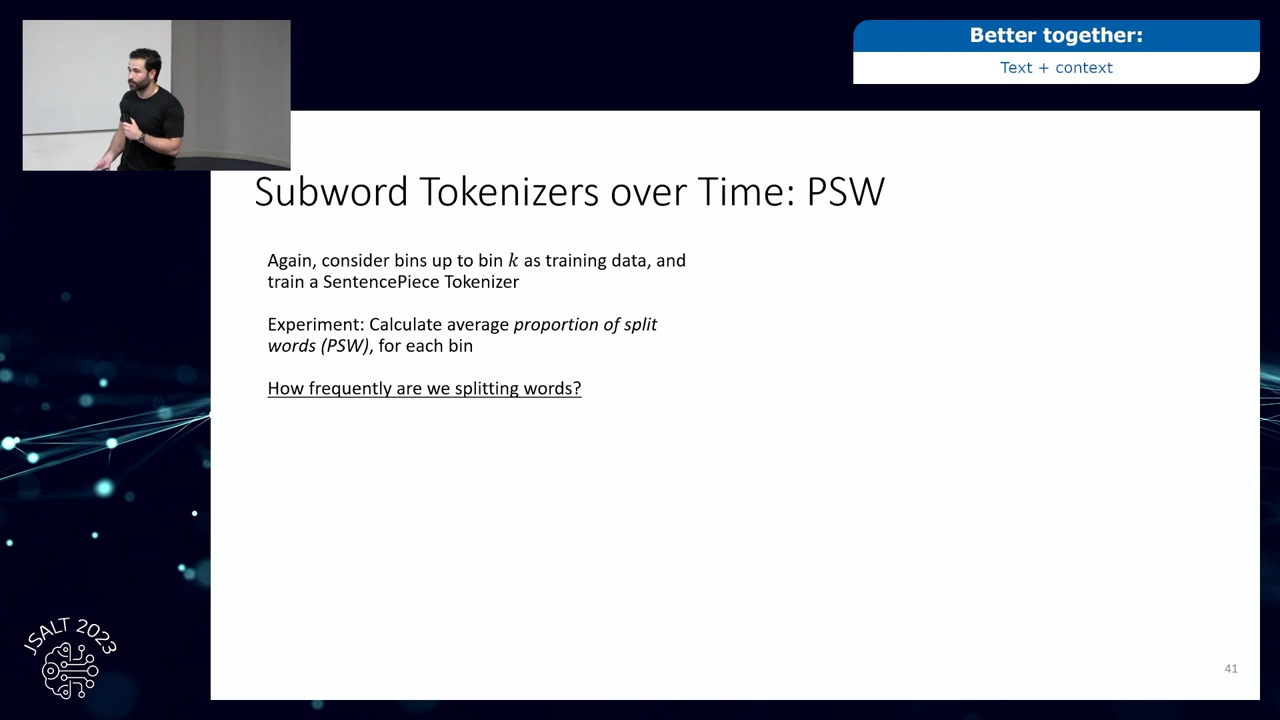 Better together:
Text + context
Subword Tokenizers over Time: PSW
Again, consider bins up to bin k as training data, and
train a SentencePiece Tokenizer
Experiment: Calculate average proportion of split
words (PSW), for each bin
How frequently are we splitting words?
JSALT 2023
41